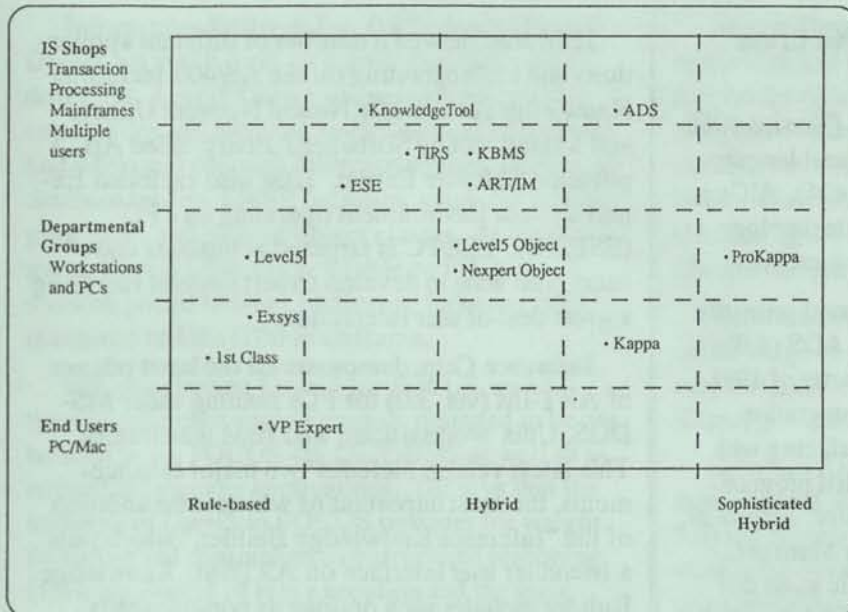 IS Shops
Transaction
Processing
Mainframes
Multiple
users
• KnowledgeTool
• ADS
• TIRS
• KBMS
• ESE
• ART/IM
Departmental
Groups
Workstations
and PCs
• Level5
• Level5 Object
• Nexpert Object
• ProKappa
• Exsys
• 1st Class
• Kappa
End Users
PC/Mac
• VP Expert
Rule-based
Hybrid
Sophisticated
Hybrid